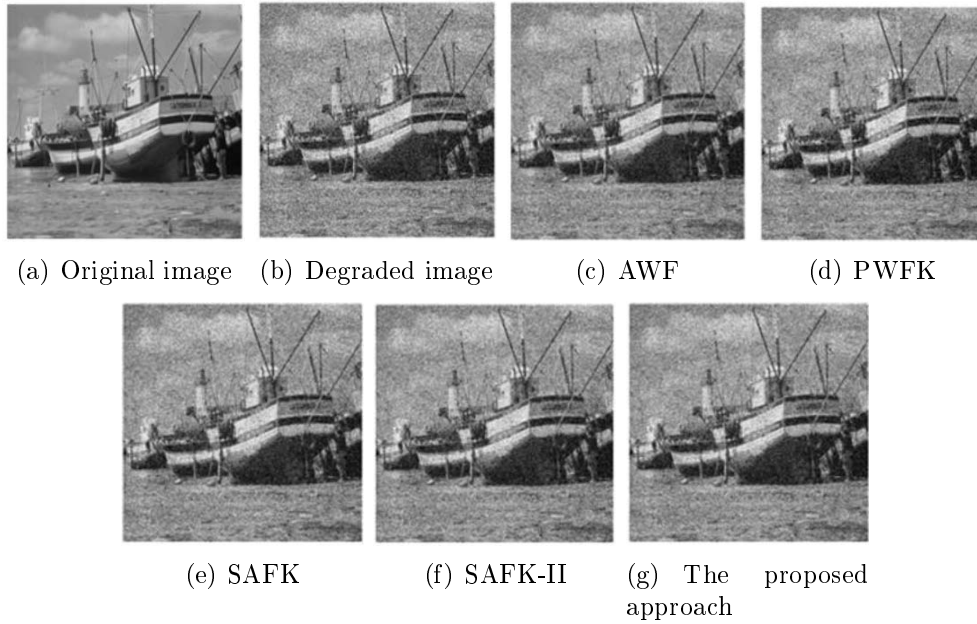 (a) Original image
(b) Degraded image
(c) AWF
(d) PWFK
(e) SAFK
(f) SAFK-II
(g) The proposed
approach